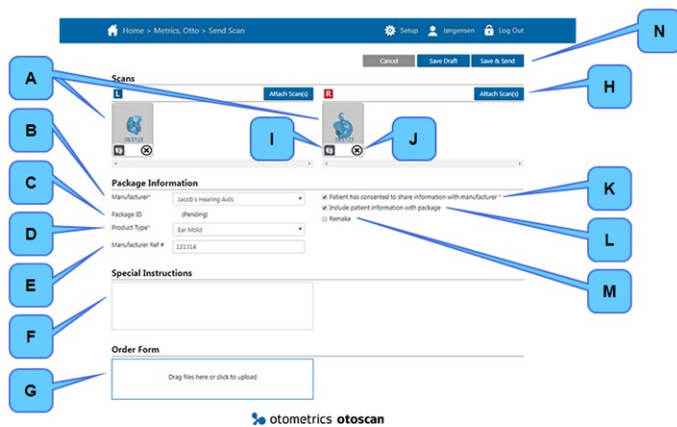 Home > Metrics, Otto > Send Scan
Setup
Jørgensen
Log Out
N
Cancel
Save Draft
Save & Send
A
Scans
L
Attach Scan(s)
R
Attach Scan(s)
H
B
I
J
C
Package Information
Manufacturer*
Jacob's Hearing Aids
Patient has consented to share information with manufacturer *
K
Package ID
(Pending)
Include patient information with package
D
Product Type*
Ear Mold
Remake
L
Manufacturer Ref #
121314
E
Special Instructions
M
F
Order Form
G
Drag files here or click to upload
otometrics otoscan